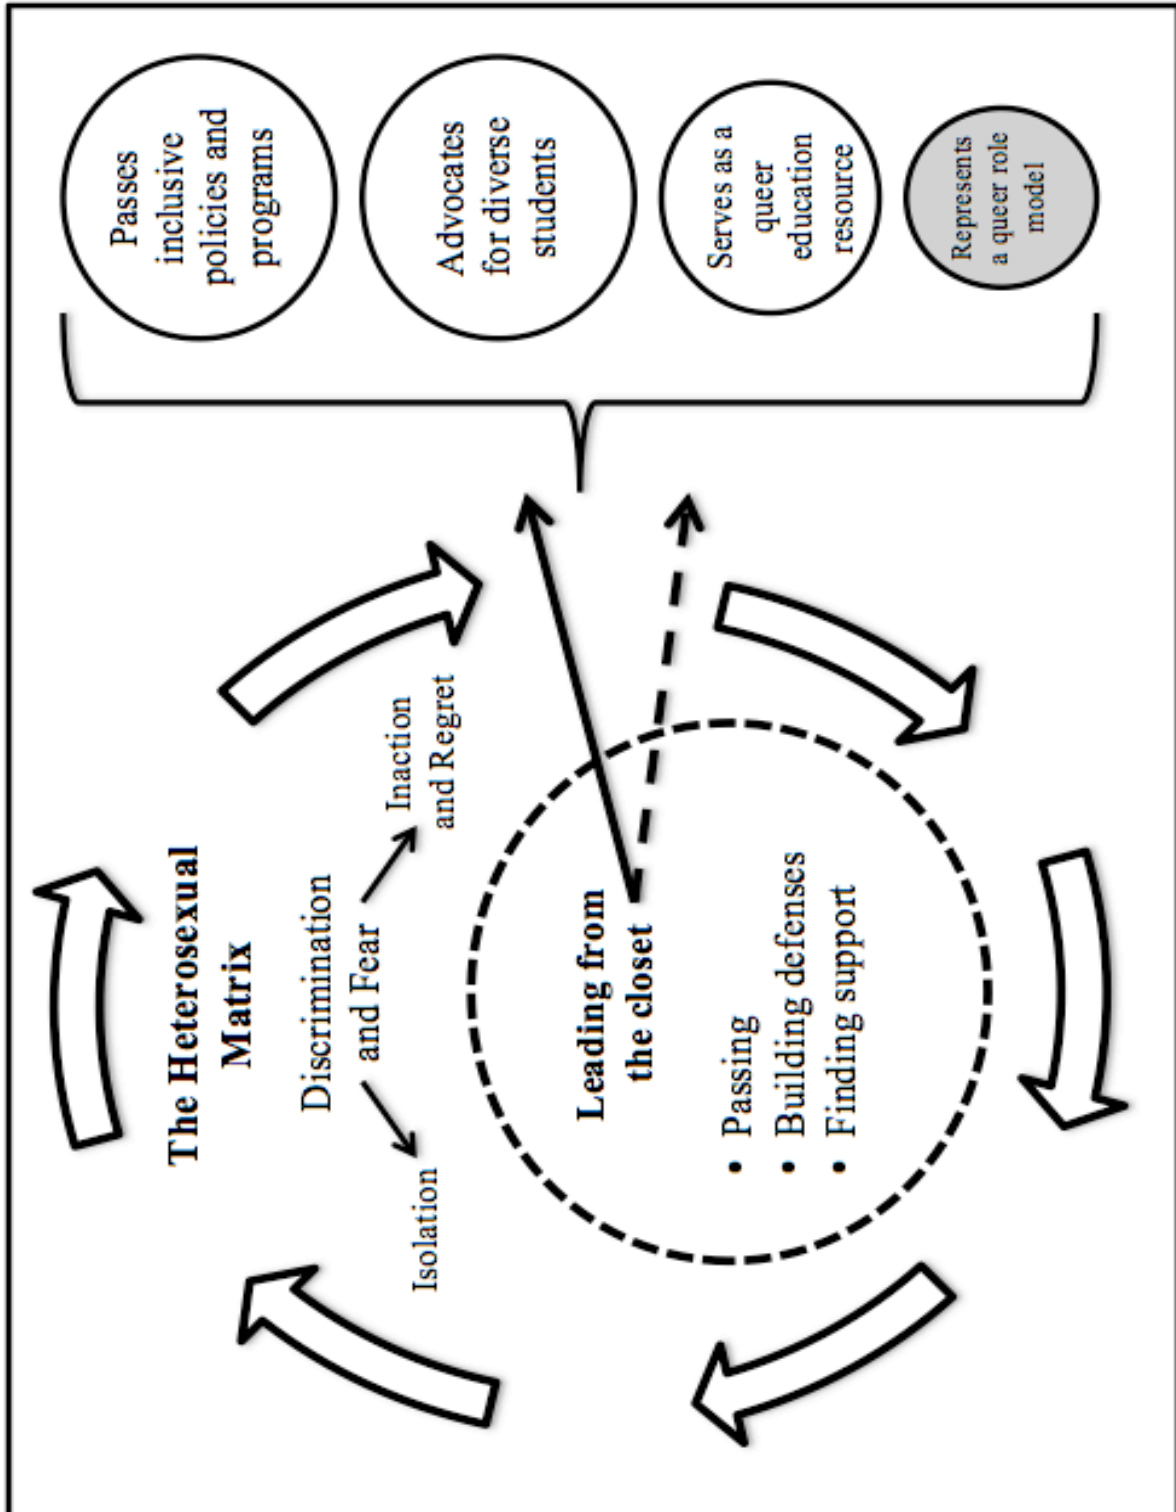 The Heterosexual
Matrix
Discrimination
and Fear
Isolation
Inaction
and Regret
Leading from
the closet
• Passing
• Building defenses
• Finding support
Passes
inclusive
policies and
programs
Advocates
for diverse
students
Serves as a
queer
education
resource
Represents
a queer role
model